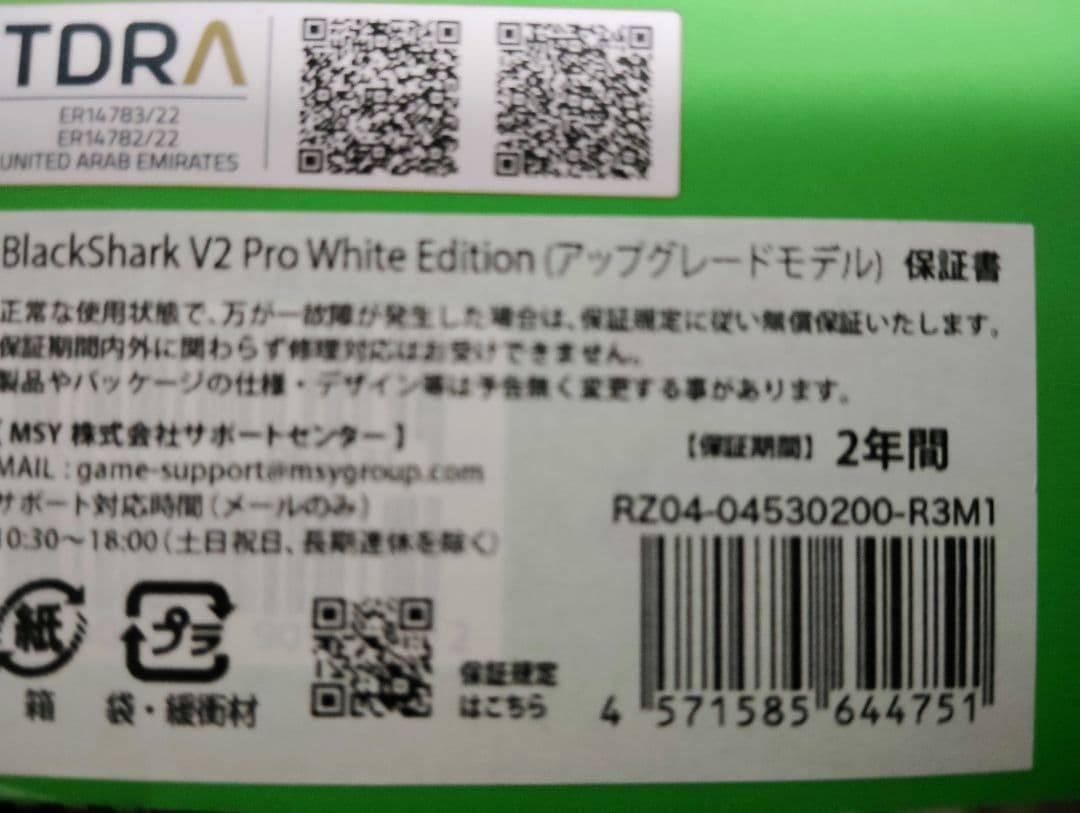 TDRA
ER14783/22
ER14782/22
UNITED ARAB EMIRATES
BlackShark V2 Pro White Edition (アップグレードモデル) 保証書
正常な使用状態で、万が一故障が発生した場合は、保証規定に従い無償保証いたします。
保証期間内外に関わらず修理対応はお受けできません。
製品やパッケージの仕様・デザイン等は予告無く変更する事があります。
【MSY 株式会社サポートセンター】
MAIL : game-support@msygroup.com
サポート対応時間(メールのみ)
10:30～18:00(土日祝日、長期連休を除く)
【保証期間】 2年間
RZ04-04530200-R3M1
紙
プラ
箱
袋・緩衝材
保証規定
はこちら
4 571585 644751